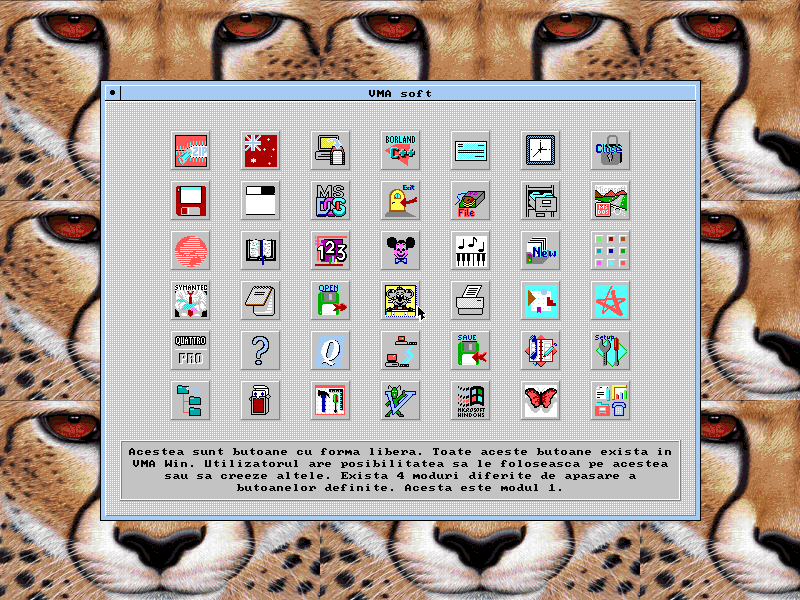 VMA soft
BORLAND
C++
Close
MS
DOS
Exit
File
123
New
SYMANTEC
OPEN
QUATTRO
PRO
?
Q
SAVE
Setup
V
MICROSOFT
WINDOWS
Acestea sunt butoane cu forma libera. Toate aceste butoane exista in
VMA Win. Utilizatorul are posibilitatea sa le foloseasca pe acestea
sau sa creeze altele. Exista 4 moduri diferite de apasare a
butoanelor definite. Acesta este modul 1.